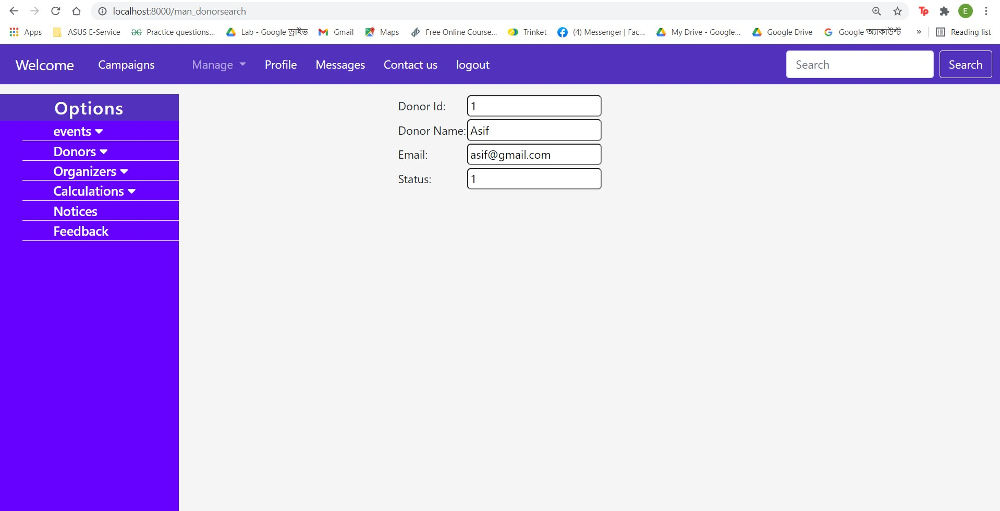 localhost:8000/man_donorsearch
E
Apps ASUS E-Service Practice questions... Lab - Google ড্রাইভ Gmail Maps Free Online Course... Trinket (4) Messenger | Fac... My Drive - Google... Google Drive Google অ্যাকাউন্ট » Reading list
Welcome Campaigns Manage Profile Messages Contact us logout Search Search
Options
events
Donors
Organizers
Calculations
Notices
Feedback
Donor Id: 1
Donor Name: Asif
Email: asif@gmail.com
Status: 1